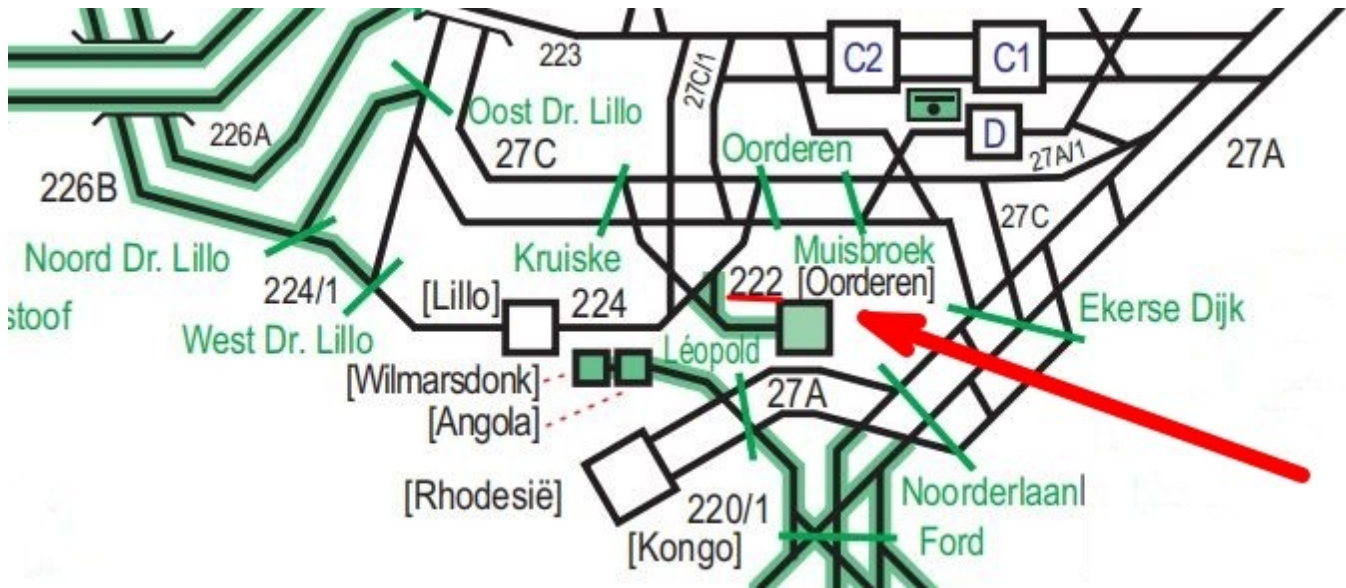 223
27C/1
C2
C1
226A
Oost Dr. Lillo
D
27C
Oorderen
27A/1
27A
226B
27C
Noord Dr. Lillo
Kruiske
Muisbroek
224/1
[Lillo]
224
222
[Oorderen]
stoof
West Dr. Lillo
Ekerse Dijk
Léopold
[Wilmarsdonk]
27A
[Angola]
[Rhodesië]
220/1
Noorderlaan
[Kongo]
Ford